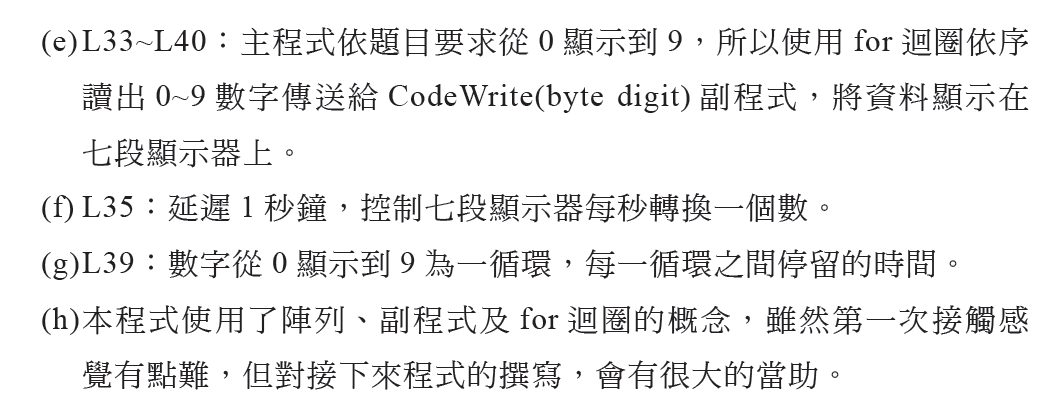 (e)L33~L40：主程式依題目要求從 0 顯示到 9，所以使用 for 迴圈依序
讀出 0~9 數字傳送給 CodeWrite(byte digit) 副程式，將資料顯示在
七段顯示器上。
(f) L35：延遲 1 秒鐘，控制七段顯示器每秒轉換一個數。
(g)L39：數字從 0 顯示到 9 為一循環，每一循環之間停留的時間。
(h)本程式使用了陣列、副程式及 for 迴圈的概念，雖然第一次接觸感
覺有點難，但對接下來程式的撰寫，會有很大的當助。